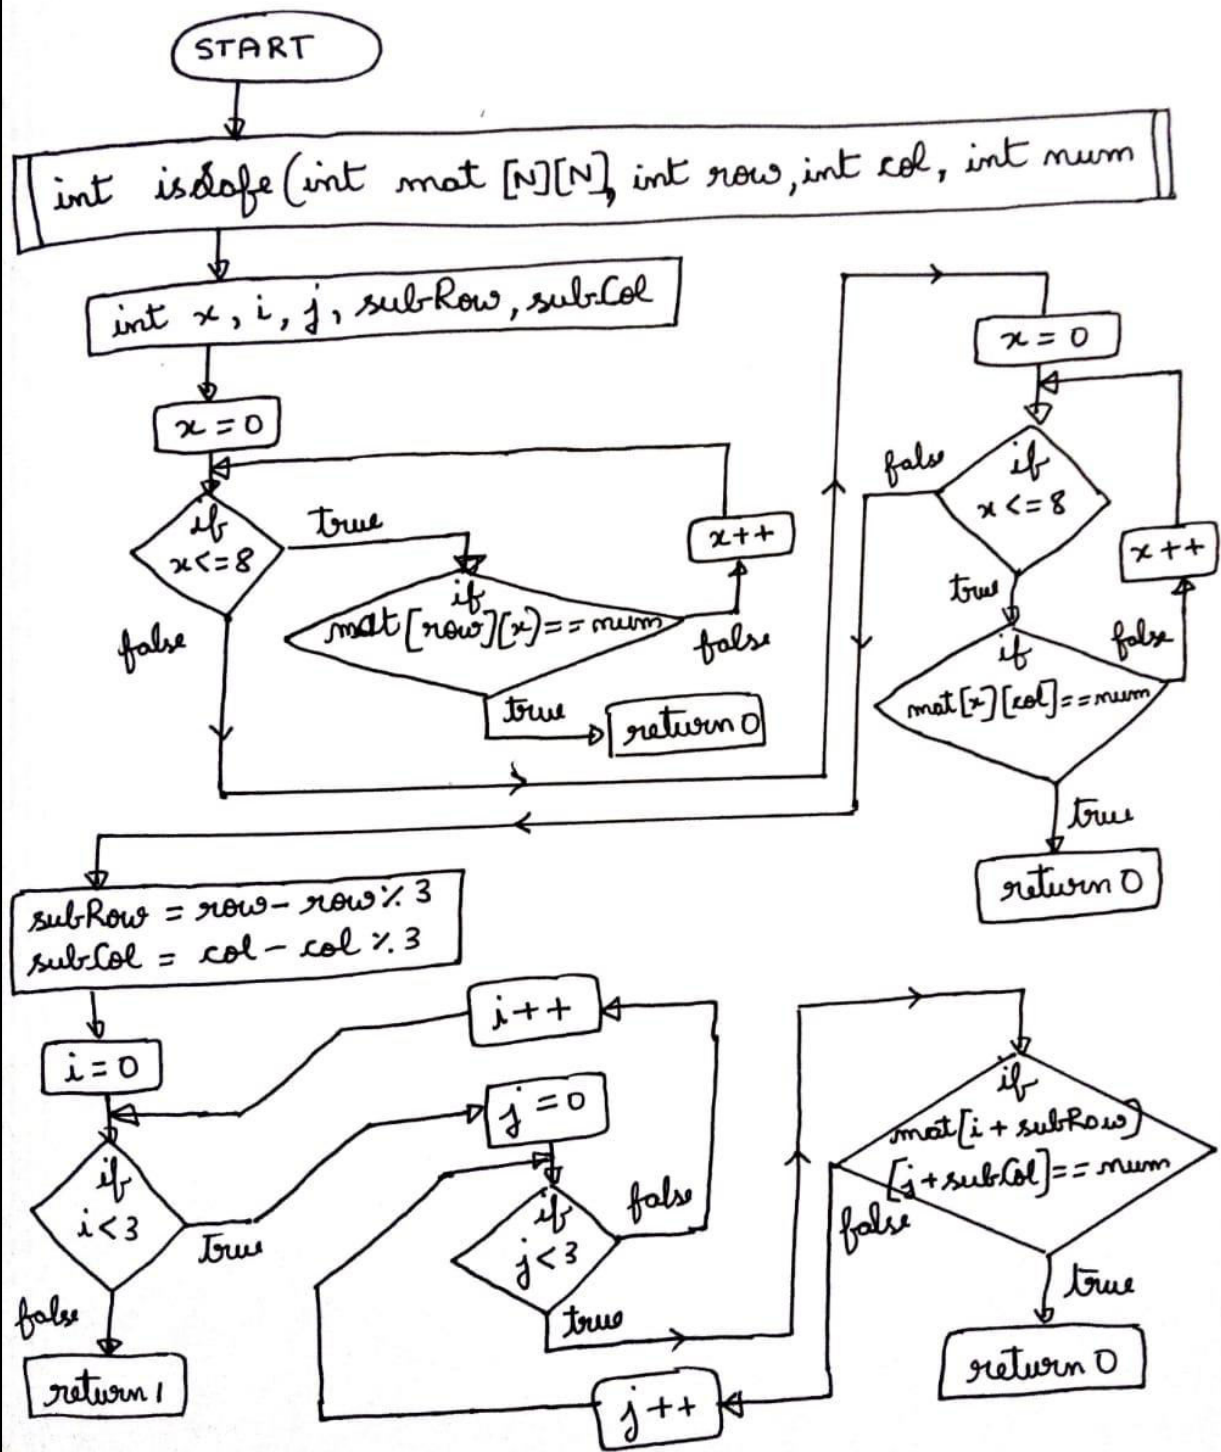 START
int issafe(int mat [N][N], int row, int col, int num
int x, i, j, subRow, subCol
x = 0
if
x<=8
true
false
if
mat[row][x]==num
false
x++
true
return 0
x = 0
if
x<=8
false
true
if
mat[x][col]==num
false
x++
true
return 0
subRow = row - row % 3
subCol = col - col % 3
i = 0
if
i<3
true
false
return 1
i++
j = 0
if
j<3
false
true
if
mat[i + subRow]
[j+subCol]==num
false
true
return 0
j++